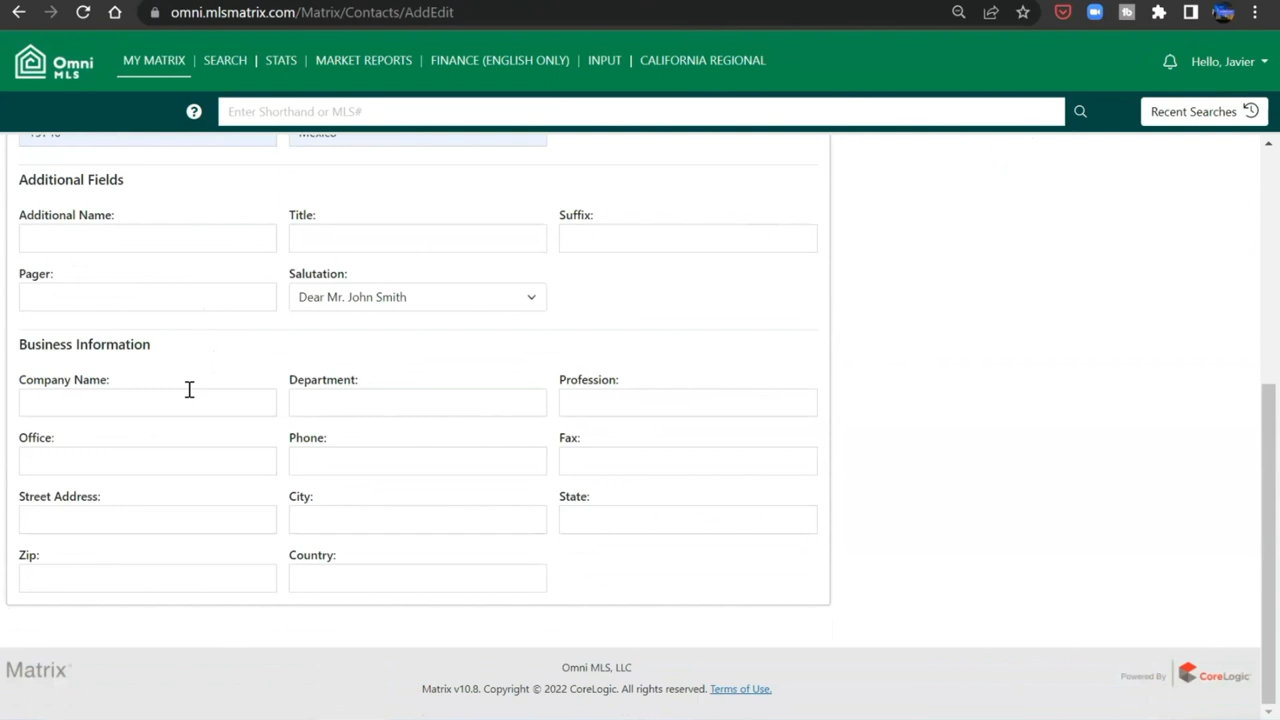 omni.mlsmatrix.com/Matrix/Contacts/AddEdit
Omni
MLS
MY MATRIX
SEARCH
STATS
MARKET REPORTS
FINANCE (ENGLISH ONLY)
INPUT
CALIFORNIA REGIONAL
Hello, Javier
Enter Shorthand or MLS#
Recent Searches
Mexico
Additional Fields
Additional Name:
Title:
Suffix:
Pager:
Salutation:
Dear Mr. John Smith
Business Information
Company Name:
Department:
Profession:
Office:
Phone:
Fax:
Street Address:
City:
State:
Zip:
Country:
Matrix
Omni MLS, LLC
Matrix v10.8. Copyright © 2022 CoreLogic. All rights reserved. Terms of Use.
Powered By
CoreLogic